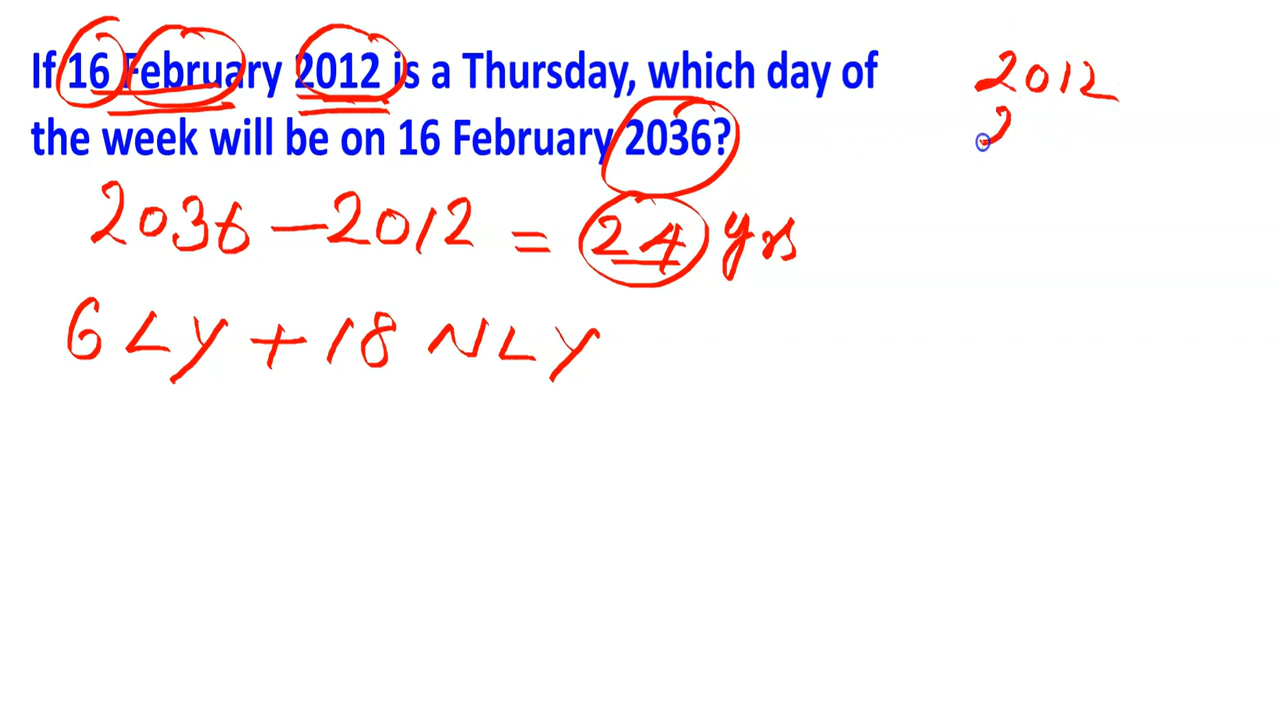 If 16 February 2012 is a Thursday, which day of
the week will be on 16 February 2036?
2012
2
2036 - 2012 = 24 yrs
6 LY + 18 NLY